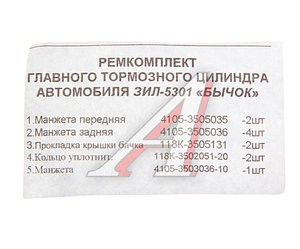 РЕМКОМПЛЕКТ
ГЛАВНОГО ТОРМОЗНОГО ЦИЛИНДРА
АВТОМОБИЛЯ ЗИЛ-5301 «БЫЧОК»
1.Манжета передняя 4105-3505035 -2шт
2.Манжета задняя 4105-3505036 -4шт
3.Прокладка крышки бачка 118К-3505131 -2шт
4.Кольцо уплотнит. 118К-3502051-20 -2шт
5.Манжета 4105-3503036-10 -1шт